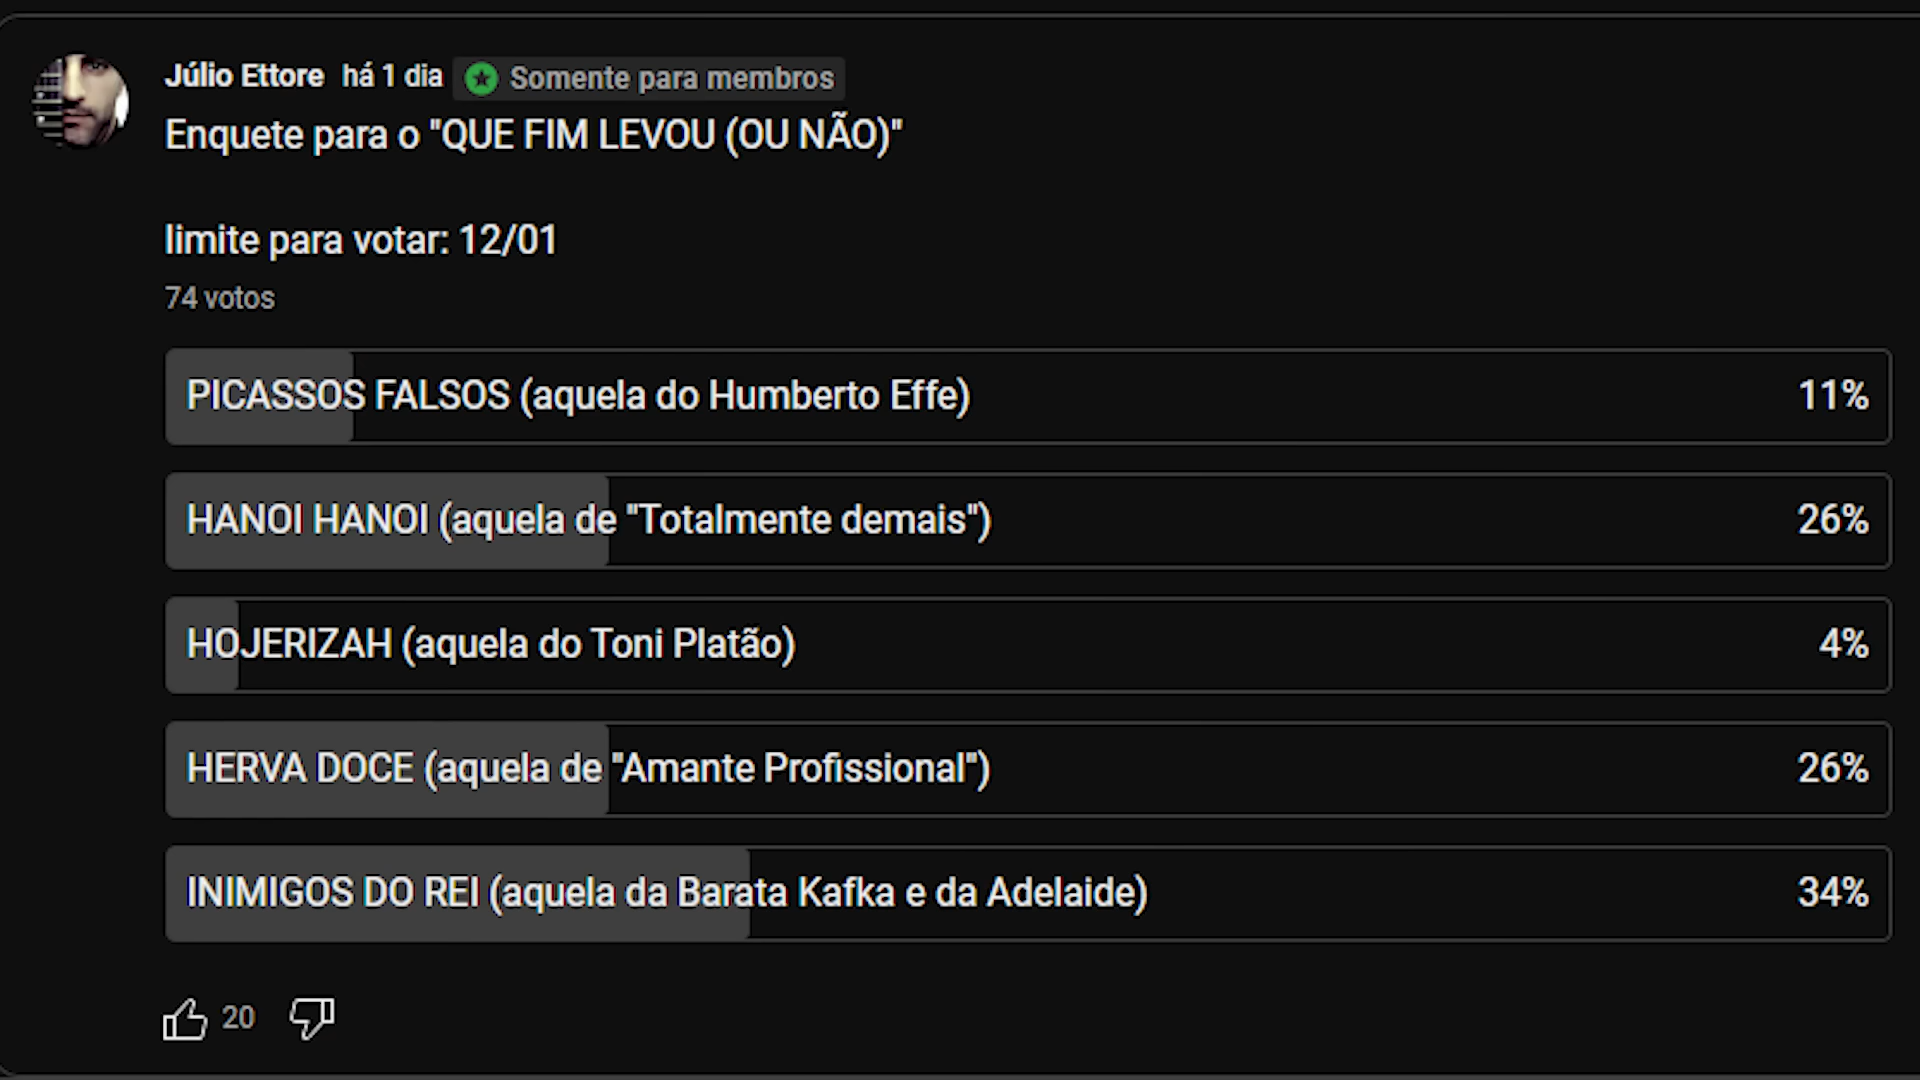 Júlio Ettore há 1 dia Somente para membros
Enquete para o "QUE FIM LEVOU (OU NÃO)"
limite para votar: 12/01
74 votos
PICASSOS FALSOS (aquela do Humberto Effe) 11%
HANOI HANOI (aquela de "Totalmente demais") 26%
HOJERIZAH (aquela do Toni Platão) 4%
HERVA DOCE (aquela de "Amante Profissional") 26%
INIMIGOS DO REI (aquela da Barata Kafka e da Adelaide) 34%
20